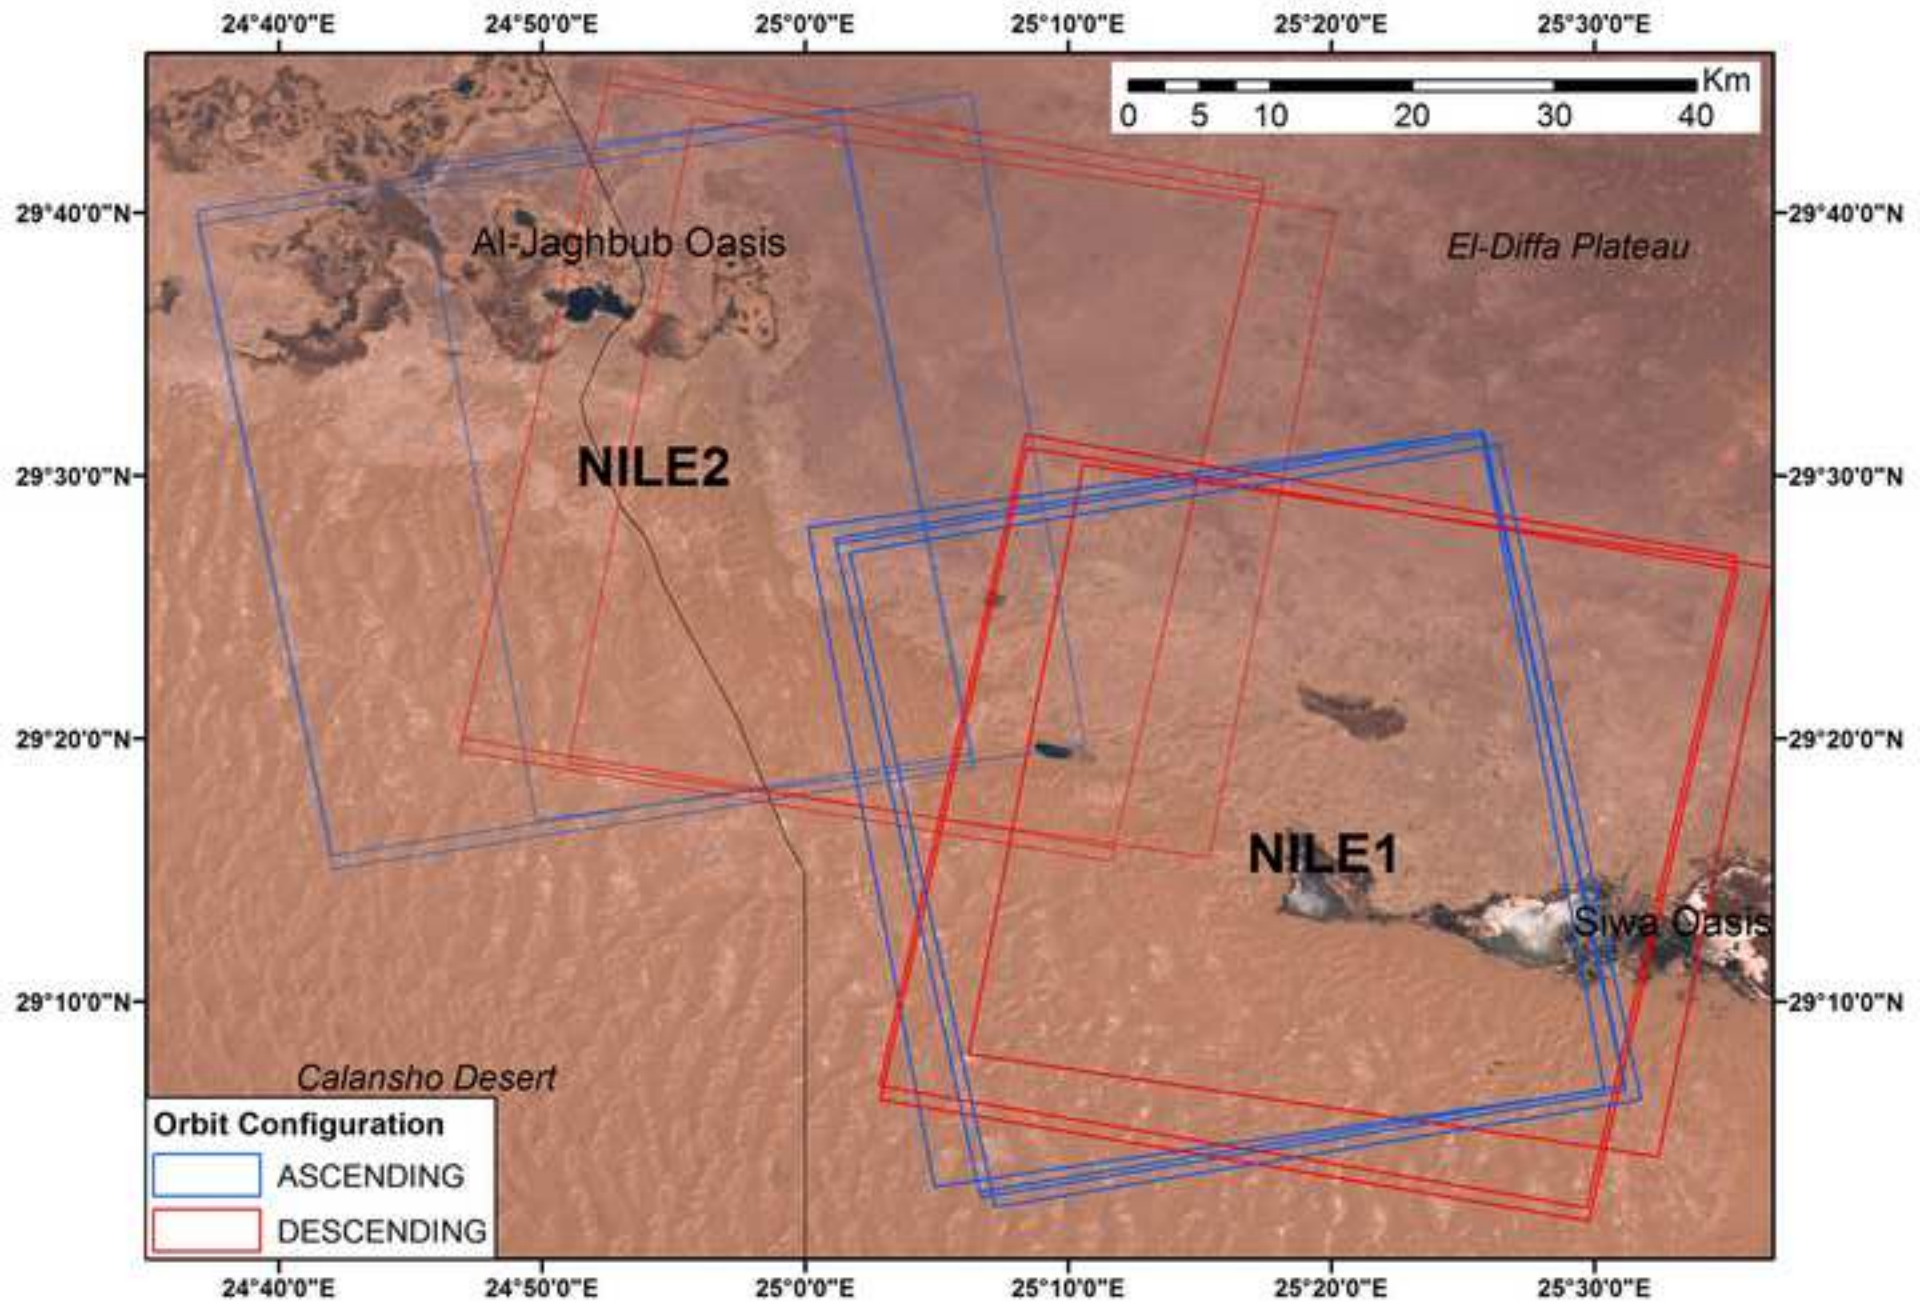 24°40'0"E 24°50'0"E 25°0'0"E 25°10'0"E 25°20'0"E 25°30'0"E
Km
0 5 10 20 30 40
29°40'0"N 29°40'0"N
Al-Jaghbub Oasis
El-Diffa Plateau
NILE2
29°30'0"N 29°30'0"N
29°20'0"N 29°20'0"N
NILE1
Siwa Oasis
29°10'0"N 29°10'0"N
Calansho Desert
Orbit Configuration
ASCENDING
DESCENDING
24°40'0"E 24°50'0"E 25°0'0"E 25°10'0"E 25°20'0"E 25°30'0"E